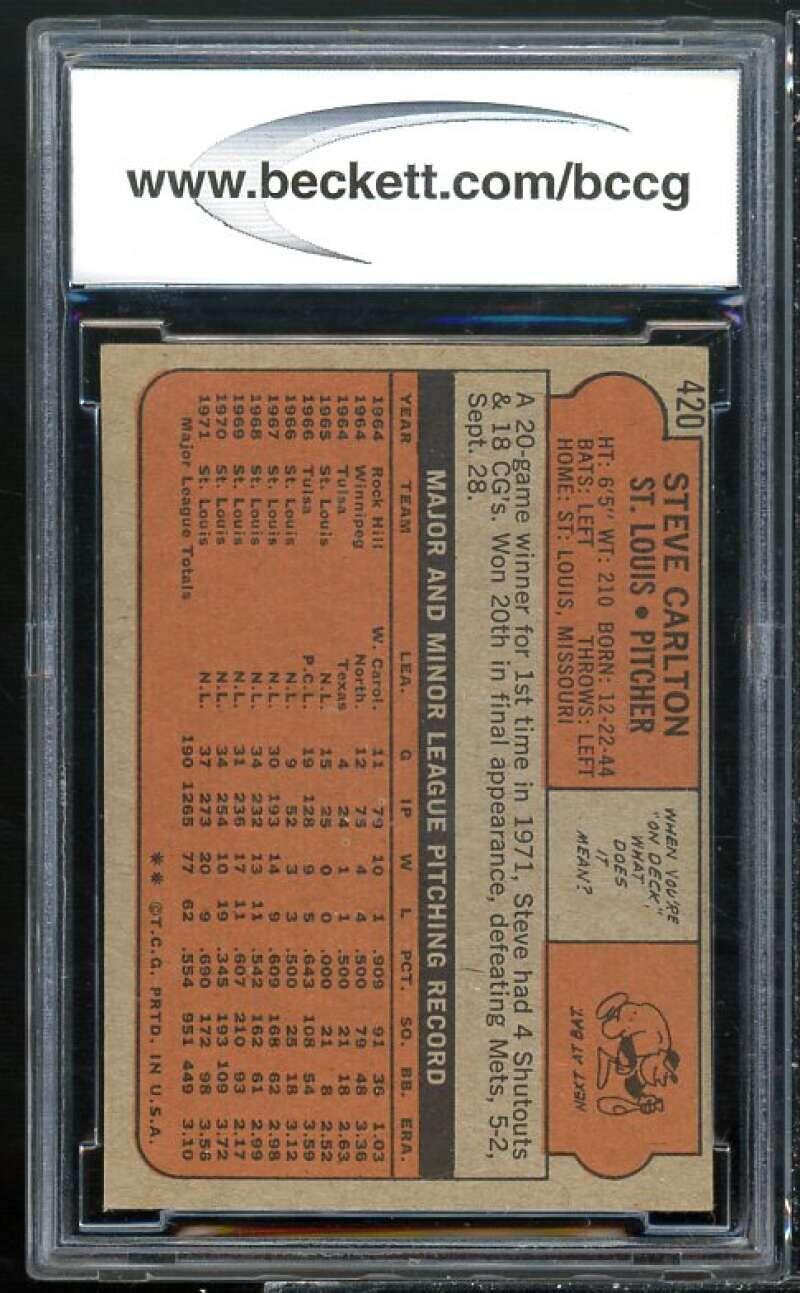 www.beckett.com/bccg
420
STEVE CARLTON
ST. LOUIS • PITCHER
HT: 6'5" WT: 210 BORN: 12-22-44
BATS: LEFT THROWS: LEFT
HOME: ST: LOUIS, MISSOURI
WHEN YOU'RE
"ON DECK,"
WHAT
DOES
IT
MEAN?
NEXT AT BAT.
A 20-game winner for 1st time in 1971, Steve had 4 Shutouts
& 18 CG's. Won 20th in final appearance, defeating Mets, 5-2,
Sept. 28.
MAJOR AND MINOR LEAGUE PITCHING RECORD
YEAR TEAM LEA. G IP W L PCT. SO. BB. ERA.
1964 Rock Hill W. Carol. 11 79 10 1 .909 91 36 1.03
1964 Winnipeg North. 12 75 4 4 .500 79 48 3.36
1964 Tulsa Texas 4 24 1 1 .500 21 18 2.63
1965 St. Louis N.L. 15 25 0 0 .000 21 8 2.52
1966 Tulsa P.C.L. 19 128 9 5 .643 108 54 3.59
1966 St. Louis N.L. 9 52 3 3 .500 25 18 3.12
1967 St. Louis N.L. 30 193 14 9 .609 168 62 2.98
1968 St. Louis N.L. 34 232 13 11 .542 162 61 2.99
1969 St. Louis N.L. 31 236 17 11 .607 210 93 2.17
1970 St. Louis N.L. 34 254 10 19 .345 193 109 3.72
1971 St. Louis N.L. 37 273 20 9 .690 172 98 3.56
Major League Totals 190 1265 77 62 .554 951 449 3.10
** ©T.C.G. PRTD. IN U.S.A.